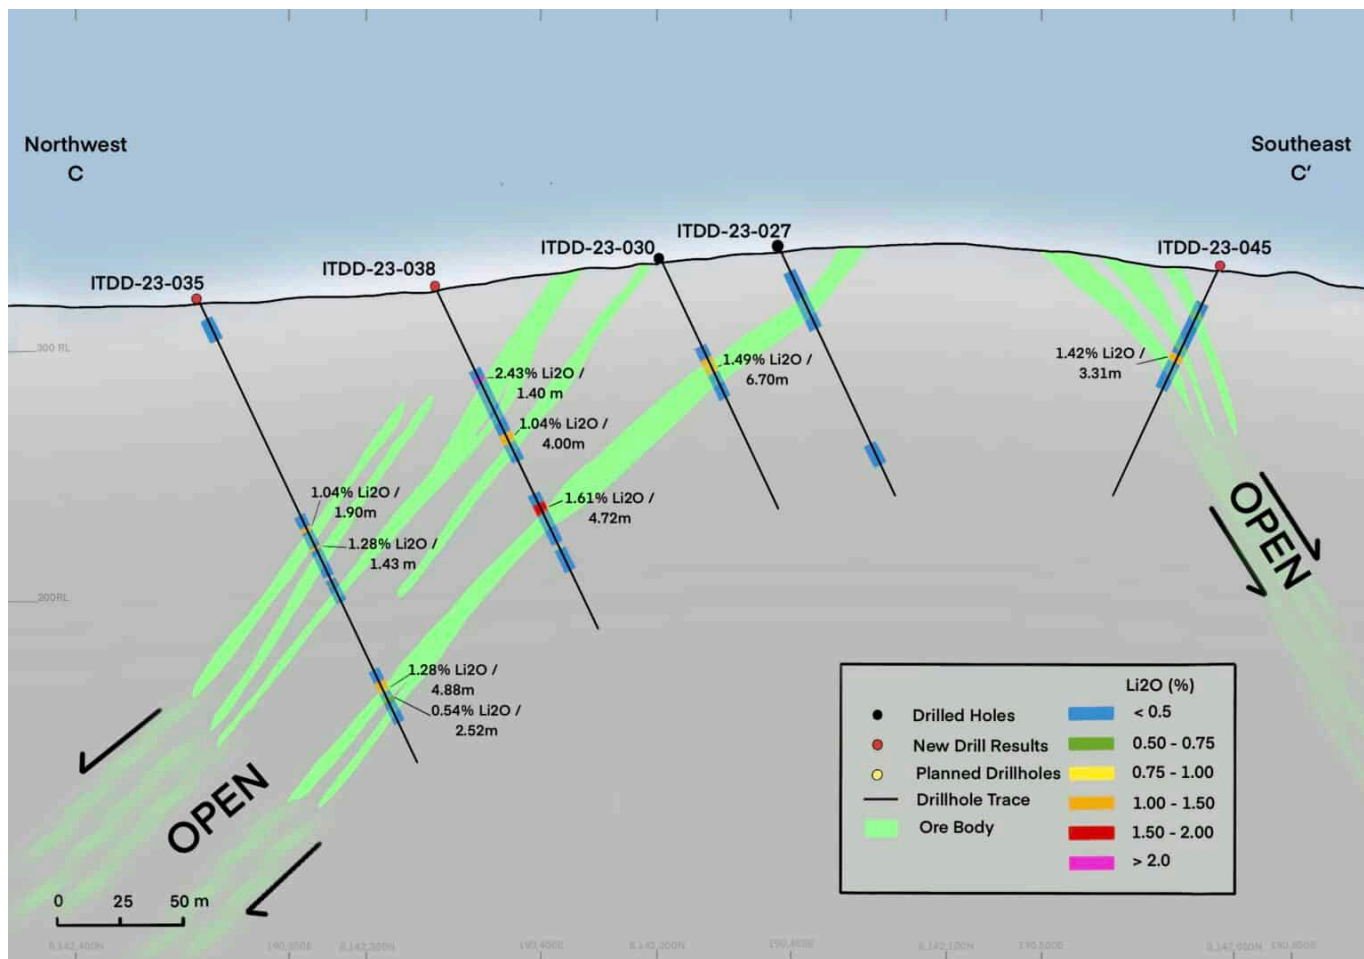 Northwest
C
Southeast
C'
ITDD-23-035
ITDD-23-038
ITDD-23-030
ITDD-23-027
ITDD-23-045
300 RL
200RL
2.43% Li2O /
1.40 m
1.04% Li2O /
4.00m
1.49% Li2O /
6.70m
1.42% Li2O /
3.31m
1.04% Li2O /
1.90m
1.28% Li2O /
1.43 m
1.61% Li2O /
4.72m
1.28% Li2O /
4.88m
0.54% Li2O /
2.52m
OPEN
OPEN
Li2O (%)
Drilled Holes
< 0.5
New Drill Results
0.50 - 0.75
Planned Drillholes
0.75 - 1.00
Drillhole Trace
1.00 - 1.50
Ore Body
1.50 - 2.00
> 2.0
0 25 50 m
190,400E
8,142,100N